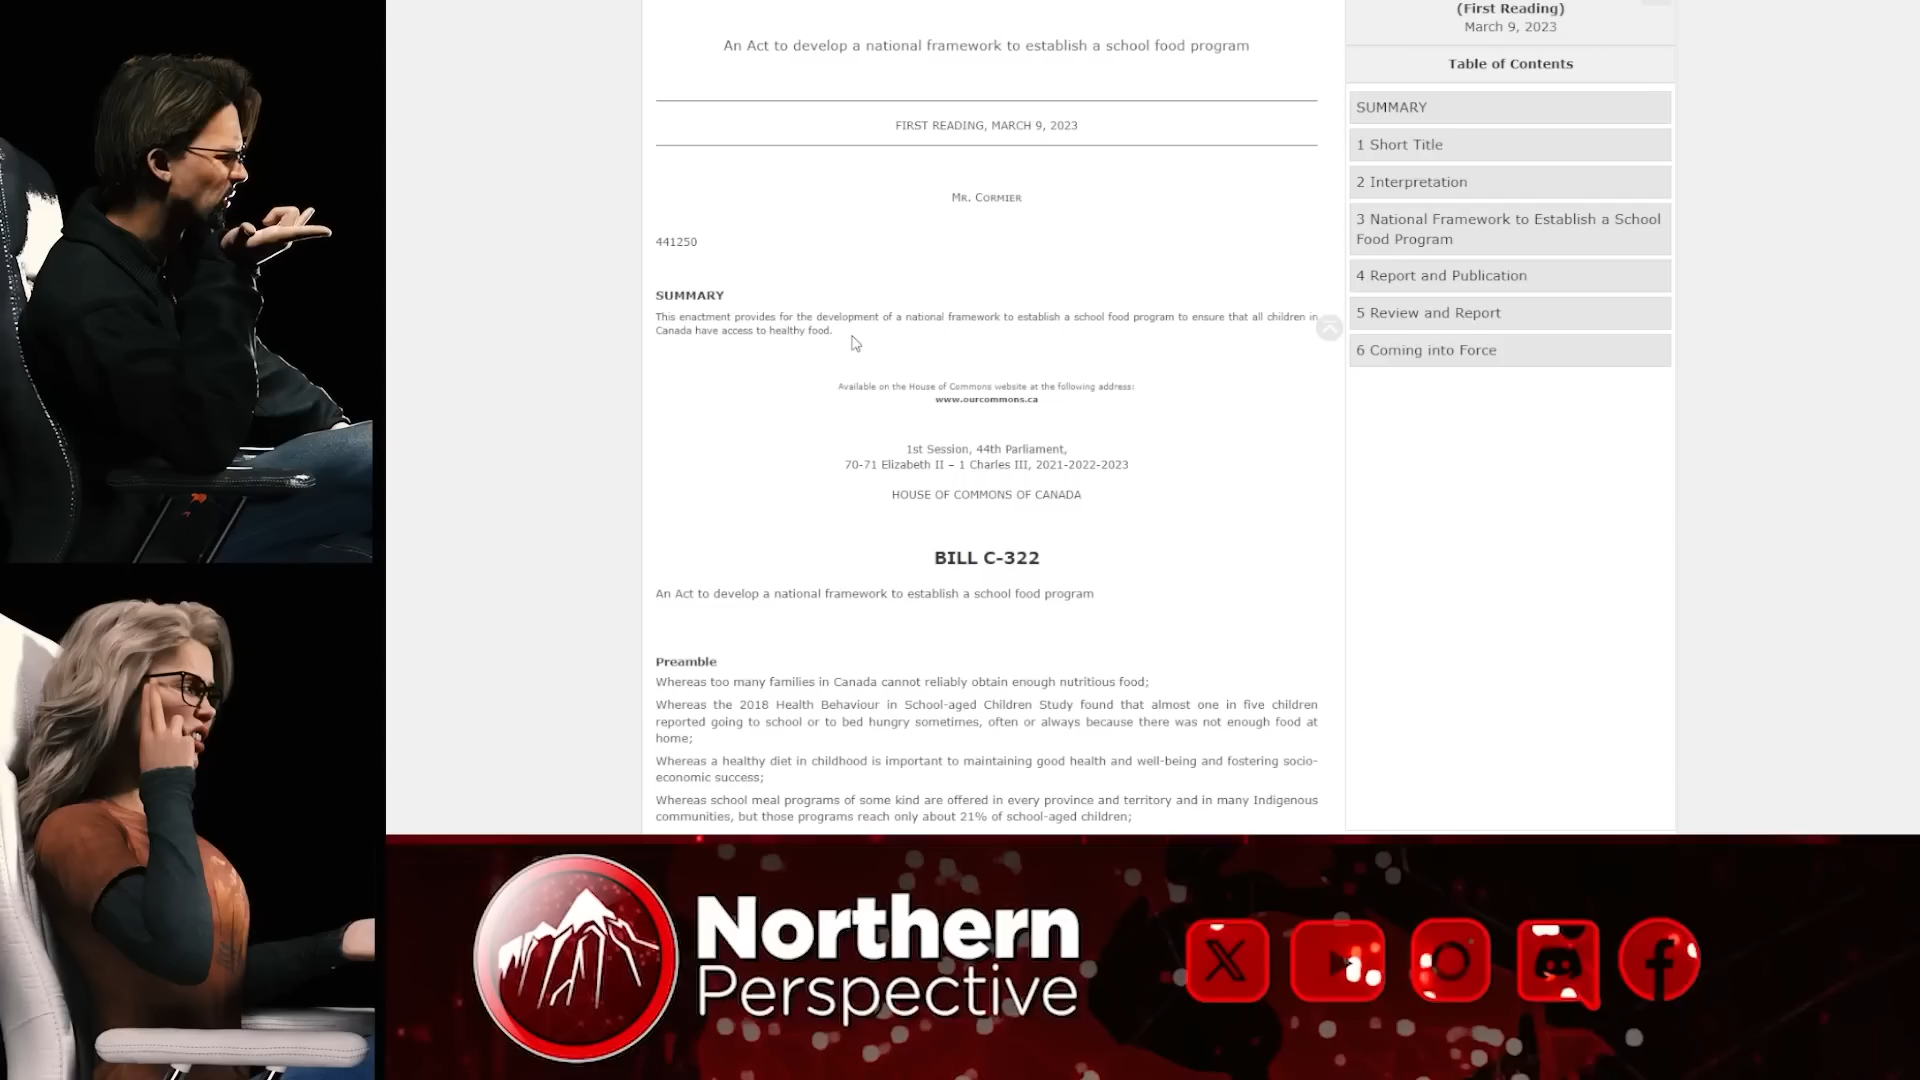 An Act to develop a national framework to establish a school food program
FIRST READING, MARCH 9, 2023
MR. CORMIER
441250
SUMMARY
This enactment provides for the development of a national framework to establish a school food program to ensure that all children in
Canada have access to healthy food.
Available on the House of Commons website at the following address:
www.ourcommons.ca
1st Session, 44th Parliament,
70-71 Elizabeth II – 1 Charles III, 2021-2022-2023
HOUSE OF COMMONS OF CANADA
BILL C-322
An Act to develop a national framework to establish a school food program
Preamble
Whereas too many families in Canada cannot reliably obtain enough nutritious food;
Whereas the 2018 Health Behaviour in School-aged Children Study found that almost one in five children
reported going to school or to bed hungry sometimes, often or always because there was not enough food at
home;
Whereas a healthy diet in childhood is important to maintaining good health and well-being and fostering socio-
economic success;
Whereas school meal programs of some kind are offered in every province and territory and in many Indigenous
communities, but those programs reach only about 21% of school-aged children;
(First Reading)
March 9, 2023
Table of Contents
SUMMARY
1 Short Title
2 Interpretation
3 National Framework to Establish a School
Food Program
4 Report and Publication
5 Review and Report
6 Coming into Force
Northern
Perspective